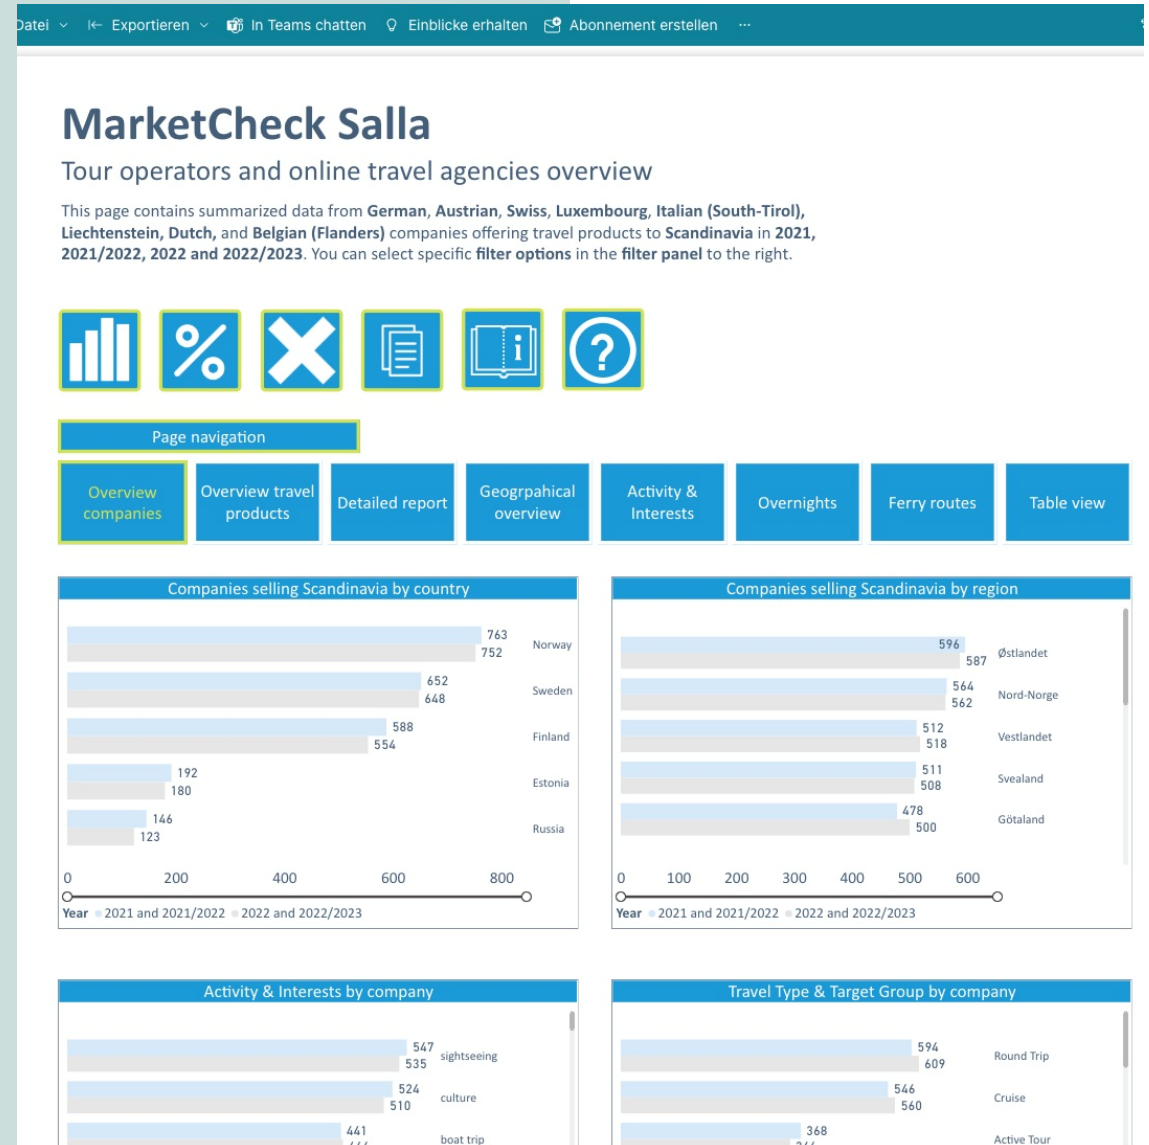 Datei Exportieren In Teams chatten Einblicke erhalten Abonnement erstellen ...
MarketCheck Salla
Tour operators and online travel agencies overview
This page contains summarized data from German, Austrian, Swiss, Luxembourg, Italian (South-Tirol),
Liechtenstein, Dutch, and Belgian (Flanders) companies offering travel products to Scandinavia in 2021,
2021/2022, 2022 and 2022/2023. You can select specific filter options in the filter panel to the right.
Page navigation
Overview
companies
Overview travel
products
Detailed report
Geogrpahical
overview
Activity &
Interests
Overnights
Ferry routes
Table view
Companies selling Scandinavia by country
763
752
Norway
652
648
Sweden
588
554
Finland
192
180
Estonia
146
123
Russia
0 200 400 600 800
Year 2021 and 2021/2022 2022 and 2022/2023
Companies selling Scandinavia by region
596
587
Østlandet
564
562
Nord-Norge
512
518
Vestlandet
511
508
Svealand
478
500
Götaland
0 100 200 300 400 500 600
Year 2021 and 2021/2022 2022 and 2022/2023
Activity & Interests by company
547
535
sightseeing
524
510
culture
441
boat trip
Travel Type & Target Group by company
594
609
Round Trip
546
560
Cruise
368
Active Tour